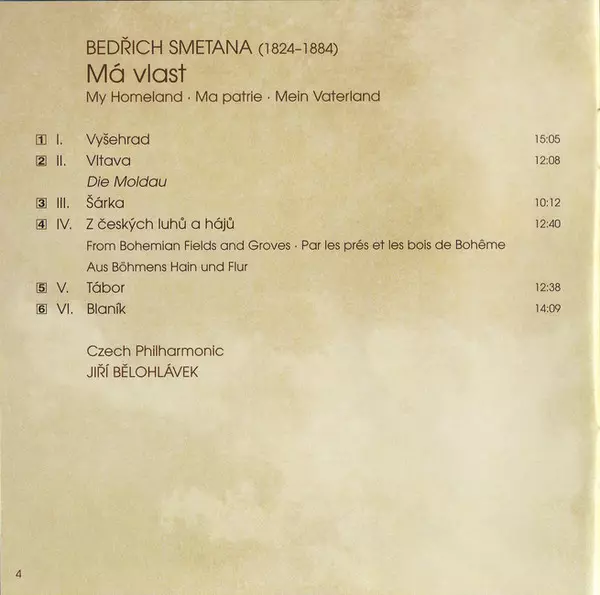 BEDŘICH SMETANA (1824–1884)
Má vlast
My Homeland · Ma patrie · Mein Vaterland
1 I. Vyšehrad 15:05
2 II. Vltava 12:08
Die Moldau
3 III. Šárka 10:12
4 IV. Z českých luhů a hájů 12:40
From Bohemian Fields and Groves · Par les prés et les bois de Bohême
Aus Böhmens Hain und Flur
5 V. Tábor 12:38
6 VI. Blaník 14:09
Czech Philharmonic
JIŘÍ BĚLOHLÁVEK
4